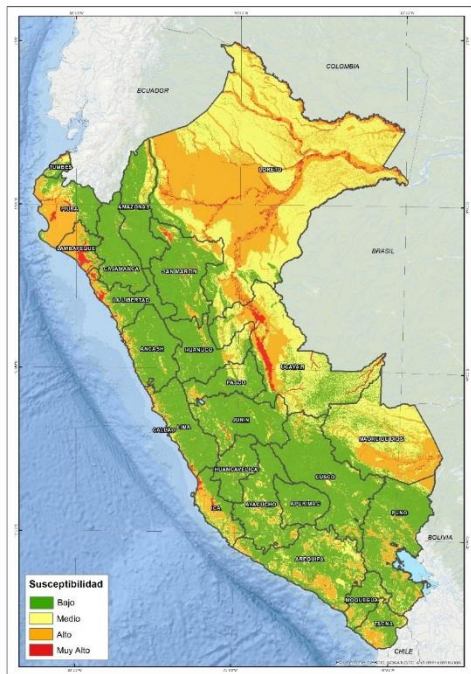 COLOMBIA
ECUADOR
TUMBES
LORETO
PIURA
AMAZONAS
LAMBAYEQUE
BRASIL
CAJAMARCA
SAN MARTIN
LA LIBERTAD
ANCASH
HUANUCO
UCAYALI
PASCO
JUNIN
CALLAO
LIMA
MADRE DE DIOS
HUANCAVELICA
CUSCO
ICA
AYACUCHO
APURIMAC
PUNO
BOLIVIA
AREQUIPA
MOQUEGUA
TACNA
CHILE
Susceptibilidad
Bajo
Medio
Alto
Muy Alto